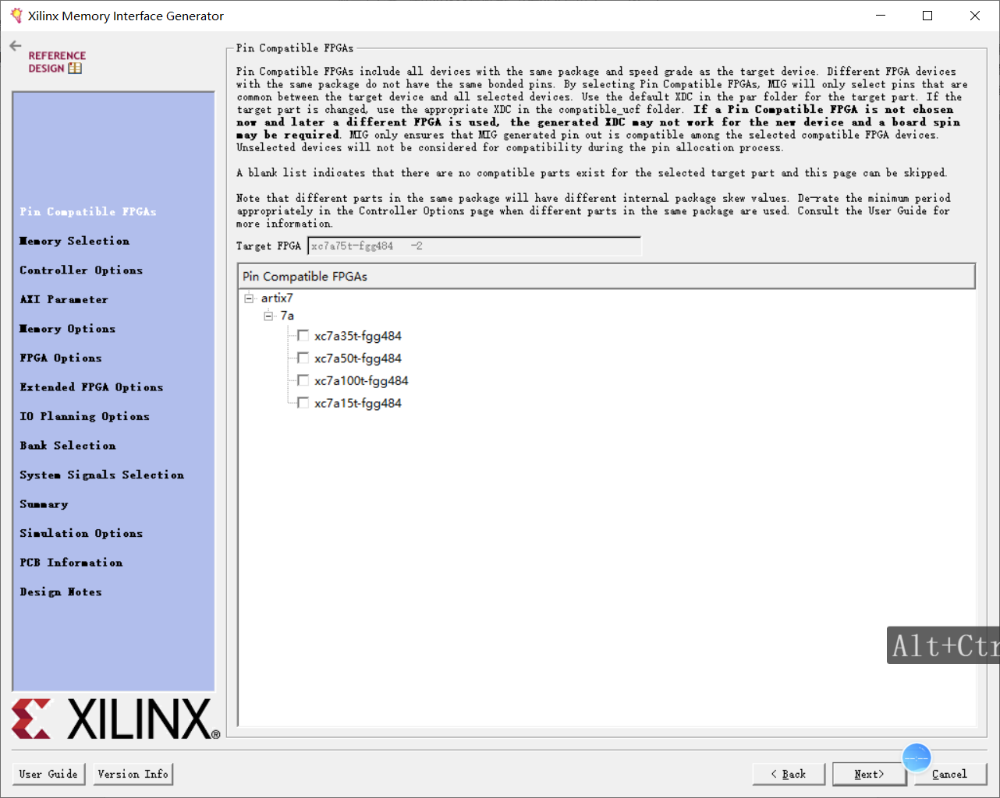 Xilinx Memory Interface Generator
REFERENCE
DESIGN
Pin Compatible FPGAs
Memory Selection
Controller Options
AXI Parameter
Memory Options
FPGA Options
Extended FPGA Options
IO Planning Options
Bank Selection
System Signals Selection
Summary
Simulation Options
PCB Information
Design Notes
XILINX®
Pin Compatible FPGAs
Pin Compatible FPGAs include all devices with the same package and speed grade as the target device. Different FPGA devices
with the same package do not have the same bonded pins. By selecting Pin Compatible FPGAs, MIG will only select pins that are
common between the target device and all selected devices. Use the default XDC in the par folder for the target part. If the
target part is changed, use the appropriate XDC in the compatible_ucf folder. If a Pin Compatible FPGA is not chosen
now and later a different FPGA is used, the generated XDC may not work for the new device and a board spin
may be required. MIG only ensures that MIG generated pin out is compatible among the selected compatible FPGA devices.
Unselected devices will not be considered for compatibility during the pin allocation process.
A blank list indicates that there are no compatible parts exist for the selected target part and this page can be skipped.
Note that different parts in the same package will have different internal package skew values. De-rate the minimum period
appropriately in the Controller Options page when different parts in the same package are used. Consult the User Guide for
more information.
Target FPGA xc7a75t-fgg484 -2
Pin Compatible FPGAs
artix7
7a
xc7a35t-fgg484
xc7a50t-fgg484
xc7a100t-fgg484
xc7a15t-fgg484
Alt+Ctr
--:--
User Guide Version Info < Back Next> Cancel